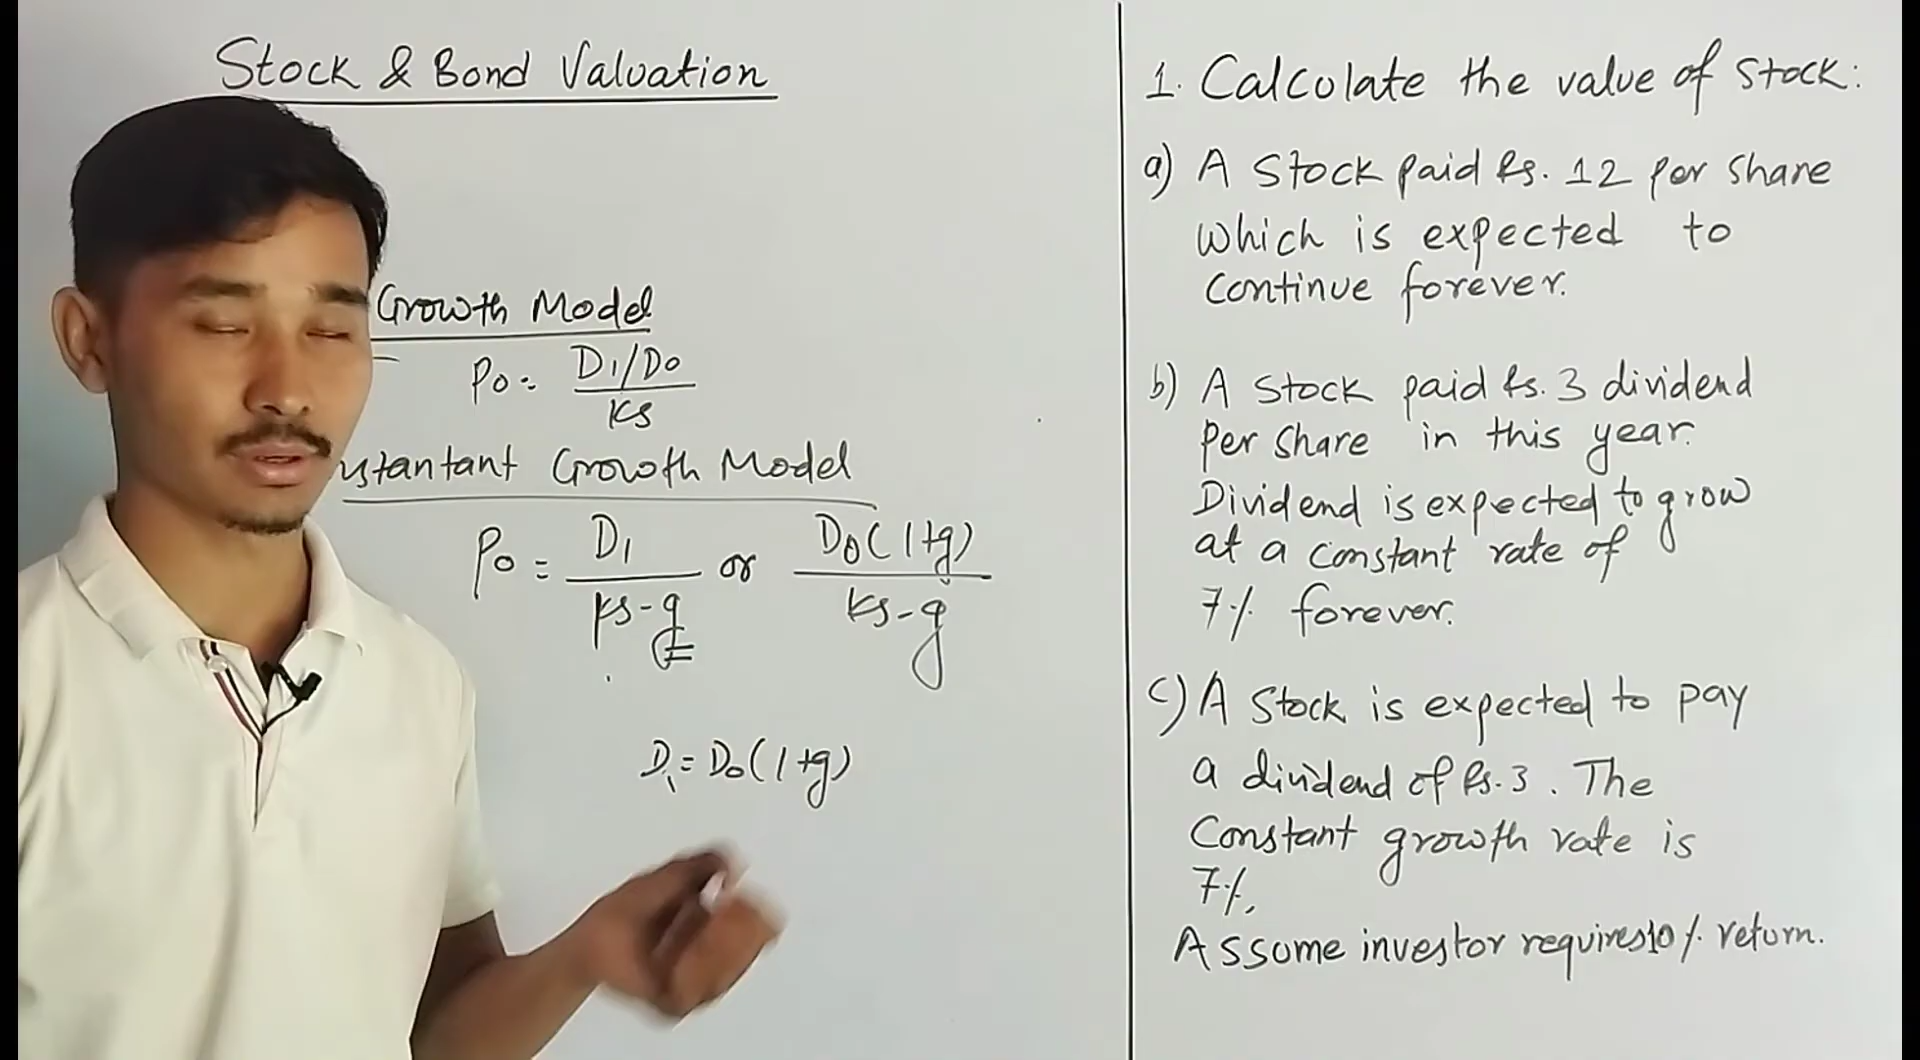 Stock & Bond Valuation
Growth Model
Po = D1/Do
Ks
stantant Growth Model
Po = D1 or Do(1+g)
Ks-g Ks-g
D1 = Do(1+g)
1. Calculate the value of stock:
a) A Stock paid Rs. 12 per share
which is expected to
continue forever.
b) A Stock paid Rs. 3 dividend
per share in this year.
Dividend is expected to grow
at a constant rate of
7% forever.
c) A Stock is expected to pay
a dividend of Rs. 3. The
Constant growth rate is
7%.
Assume investor requires 10% return.